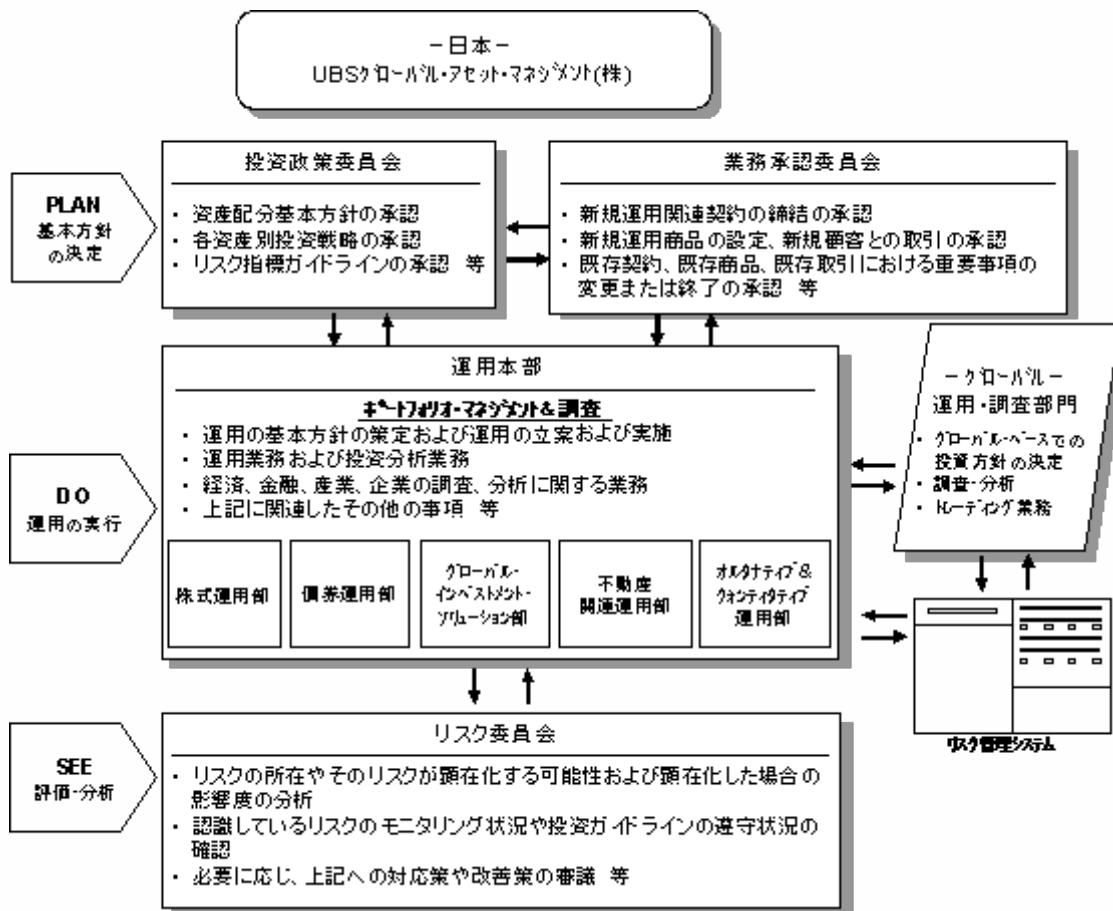 －日本－
UBSグローバル・アセット・マネジメント(株)
PLAN
基本方針
の決定
投資政策委員会
・ 資産配分基本方針の承認
・ 各資産別投資戦略の承認
・ リスク指標ガイドラインの承認 等
業務承認委員会
・ 新規運用関連契約の締結の承認
・ 新規運用商品の設定、新規顧客との取引の承認
・ 既存契約、既存商品、既存取引における重要事項の
変更または終了の承認 等
DO
運用の実行
運用本部
ポートフォリオ・マネジメント＆調査
・ 運用の基本方針の策定および運用の立案および実施
・ 運用業務および投資分析業務
・ 経済、金融、産業、企業の調査、分析に関する業務
・ 上記に関連したその他の事項 等
株式運用部
債券運用部
グローバル・
インベストメント・
ソリューション部
不動産
関連運用部
オルタナティブ＆
クォンティタティブ
運用部
－グローバル－
運用・調査部門
・ グローバル・ベースでの
投資方針の決定
・ 調査・分析
・ トレーディング業務
リスク管理システム
SEE
評価・分析
リスク委員会
・ リスクの所在やそのリスクが顕在化する可能性および顕在化した場合の
影響度の分析
・ 認識しているリスクのモニタリング状況や投資ガイドラインの遵守状況の
確認
・ 必要に応じ、上記への対応策や改善策の審議 等